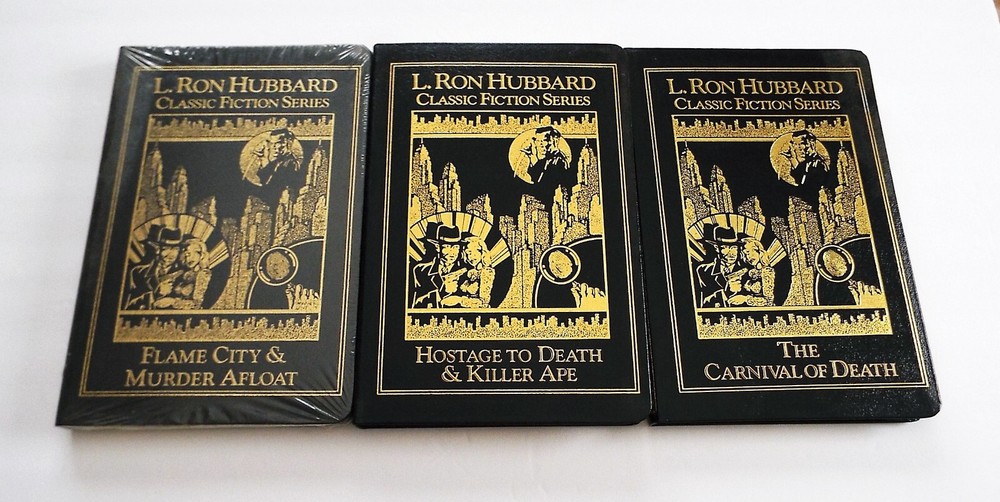 L. RON HUBBARD
CLASSIC FICTION SERIES
FLAME CITY &
MURDER AFLOAT
L. RON HUBBARD
CLASSIC FICTION SERIES
HOSTAGE TO DEATH
& KILLER APE
L. RON HUBBARD
CLASSIC FICTION SERIES
THE
CARNIVAL OF DEATH